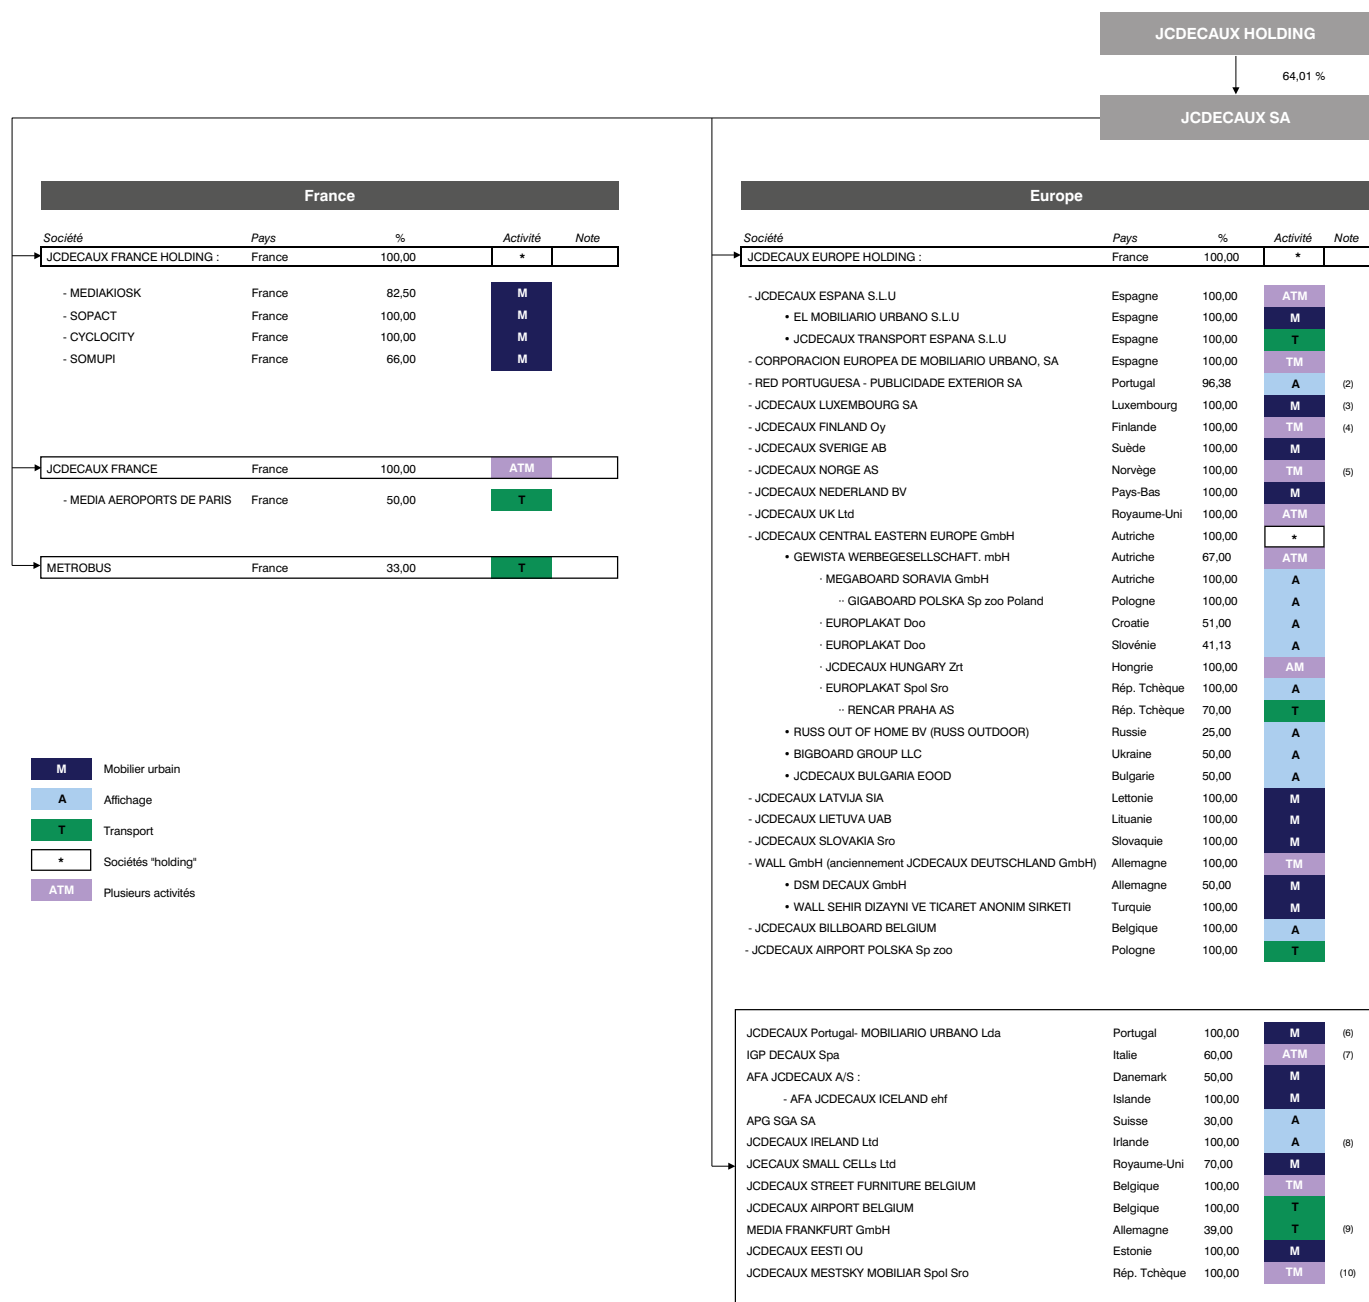 JCDECAUX HOLDING
64,01 %
JCDECAUX SA
France
Société Pays % Activité Note
JCDECAUX FRANCE HOLDING : France 100,00 *
- MEDIAKIOSK France 82,50 M
- SOPACT France 100,00 M
- CYCLOCITY France 100,00 M
- SOMUPI France 66,00 M
JCDECAUX FRANCE France 100,00 ATM
- MEDIA AEROPORTS DE PARIS France 50,00 T
METROBUS France 33,00 T
M Mobilier urbain
A Affichage
T Transport
* Sociétés "holding"
ATM Plusieurs activités
Europe
Société Pays % Activité Note
JCDECAUX EUROPE HOLDING : France 100,00 *
- JCDECAUX ESPANA S.L.U Espagne 100,00 ATM
• EL MOBILIARIO URBANO S.L.U Espagne 100,00 M
• JCDECAUX TRANSPORT ESPANA S.L.U Espagne 100,00 T
- CORPORACION EUROPEA DE MOBILIARIO URBANO, SA Espagne 100,00 TM
- RED PORTUGUESA - PUBLICIDADE EXTERIOR SA Portugal 96,38 A (2)
- JCDECAUX LUXEMBOURG SA Luxembourg 100,00 M (3)
- JCDECAUX FINLAND Oy Finlande 100,00 TM (4)
- JCDECAUX SVERIGE AB Suède 100,00 M
- JCDECAUX NORGE AS Norvège 100,00 TM (5)
- JCDECAUX NEDERLAND BV Pays-Bas 100,00 M
- JCDECAUX UK Ltd Royaume-Uni 100,00 ATM
- JCDECAUX CENTRAL EASTERN EUROPE GmbH Autriche 100,00 *
• GEWISTA WERBEGESELLSCHAFT. mbH Autriche 67,00 ATM
· MEGABOARD SORAVIA GmbH Autriche 100,00 A
·· GIGABOARD POLSKA Sp zoo Poland Pologne 100,00 A
· EUROPLAKAT Doo Croatie 51,00 A
· EUROPLAKAT Doo Slovénie 41,13 A
· JCDECAUX HUNGARY Zrt Hongrie 100,00 AM
· EUROPLAKAT Spol Sro Rép. Tchèque 100,00 A
·· RENCAR PRAHA AS Rép. Tchèque 70,00 T
• RUSS OUT OF HOME BV (RUSS OUTDOOR) Russie 25,00 A
• BIGBOARD GROUP LLC Ukraine 50,00 A
• JCDECAUX BULGARIA EOOD Bulgarie 50,00 A
- JCDECAUX LATVIJA SIA Lettonie 100,00 M
- JCDECAUX LIETUVA UAB Lituanie 100,00 M
- JCDECAUX SLOVAKIA Sro Slovaquie 100,00 M
- WALL GmbH (anciennement JCDECAUX DEUTSCHLAND GmbH) Allemagne 100,00 TM
• DSM DECAUX GmbH Allemagne 50,00 M
• WALL SEHIR DIZAYNI VE TICARET ANONIM SIRKETI Turquie 100,00 M
- JCDECAUX BILLBOARD BELGIUM Belgique 100,00 A
- JCDECAUX AIRPORT POLSKA Sp zoo Pologne 100,00 T
JCDECAUX Portugal- MOBILIARIO URBANO Lda Portugal 100,00 M (6)
IGP DECAUX Spa Italie 60,00 ATM (7)
AFA JCDECAUX A/S : Danemark 50,00 M
- AFA JCDECAUX ICELAND ehf Islande 100,00 M
APG SGA SA Suisse 30,00 A
JCDECAUX IRELAND Ltd Irlande 100,00 A (8)
JCECAUX SMALL CELLs Ltd Royaume-Uni 70,00 M
JCDECAUX STREET FURNITURE BELGIUM Belgique 100,00 TM
JCDECAUX AIRPORT BELGIUM Belgique 100,00 T
MEDIA FRANKFURT GmbH Allemagne 39,00 T (9)
JCDECAUX EESTI OU Estonie 100,00 M
JCDECAUX MESTSKY MOBILIAR Spol Sro Rép. Tchèque 100,00 TM (10)